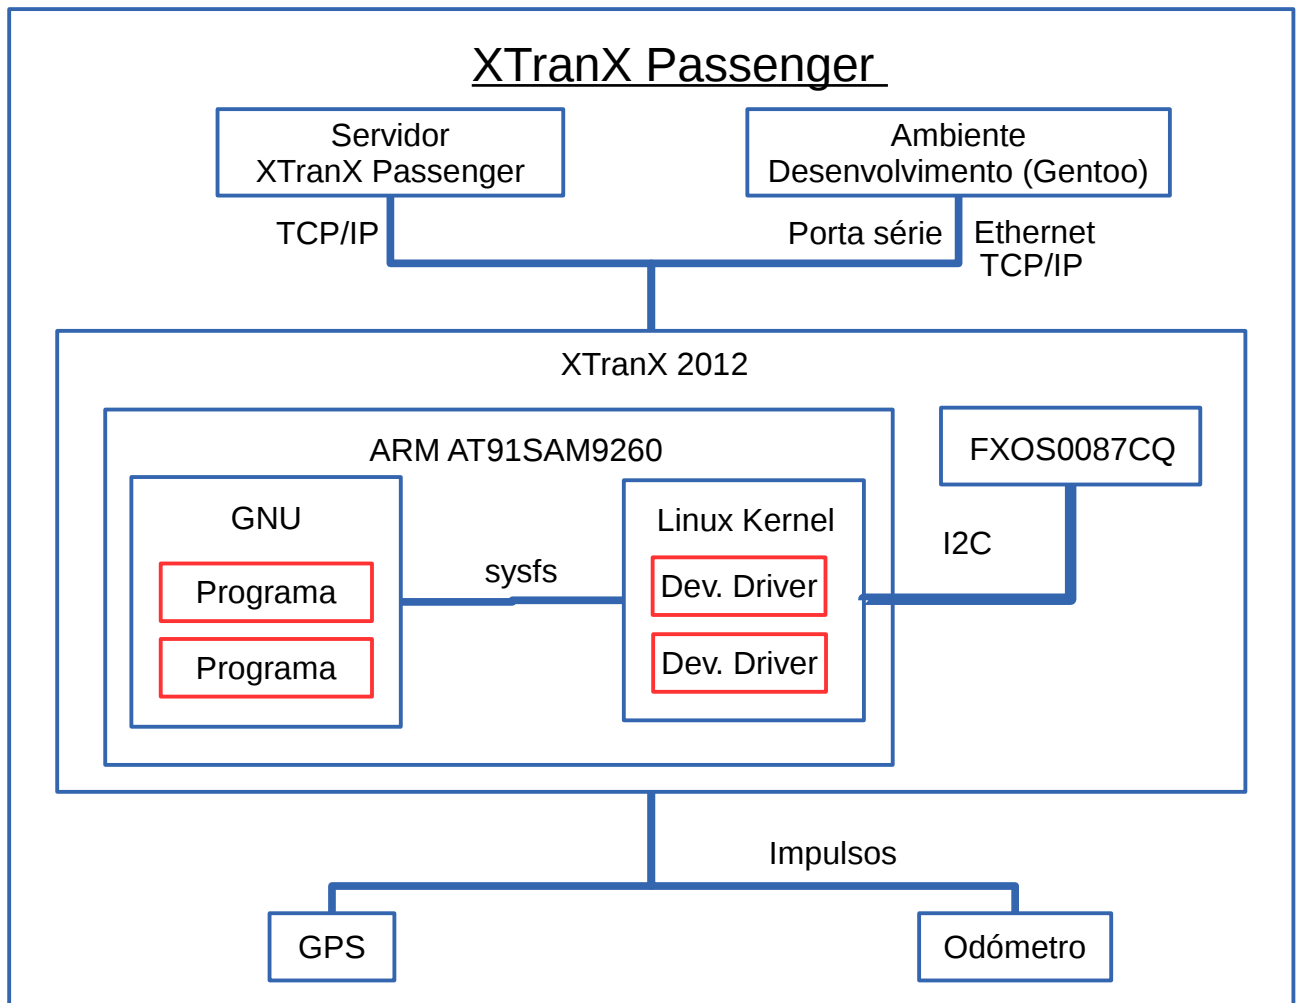 XTranX Passenger
Servidor
XTranX Passenger
Ambiente
Desenvolvimento (Gentoo)
TCP/IP
Porta série
Ethernet
TCP/IP
XTranX 2012
ARM AT91SAM9260
FXOS0087CQ
GNU
Linux Kernel
I2C
sysfs
Programa
Dev. Driver
Programa
Dev. Driver
Impulsos
GPS
Odómetro